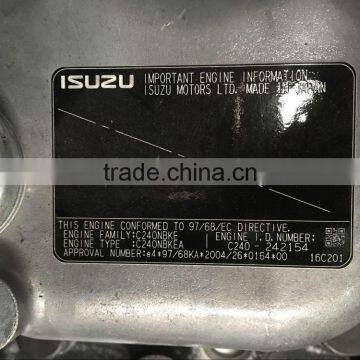 ISUZU IMPORTANT ENGINE INFORMATION
ISUZU MOTORS LTD. MADE IN JAPAN
trade.china.cn
THIS ENGINE CONFORMED TO 97/68/EC DIRECTIVE.
ENGINE FAMILY:C240NBKE ENGINE I.D. NUMBER:
ENGINE TYPE :C240NBKEA C240 - 242154
APPROVAL NUMBER:e4*97/68KA*2004/26*0164*00 16C201